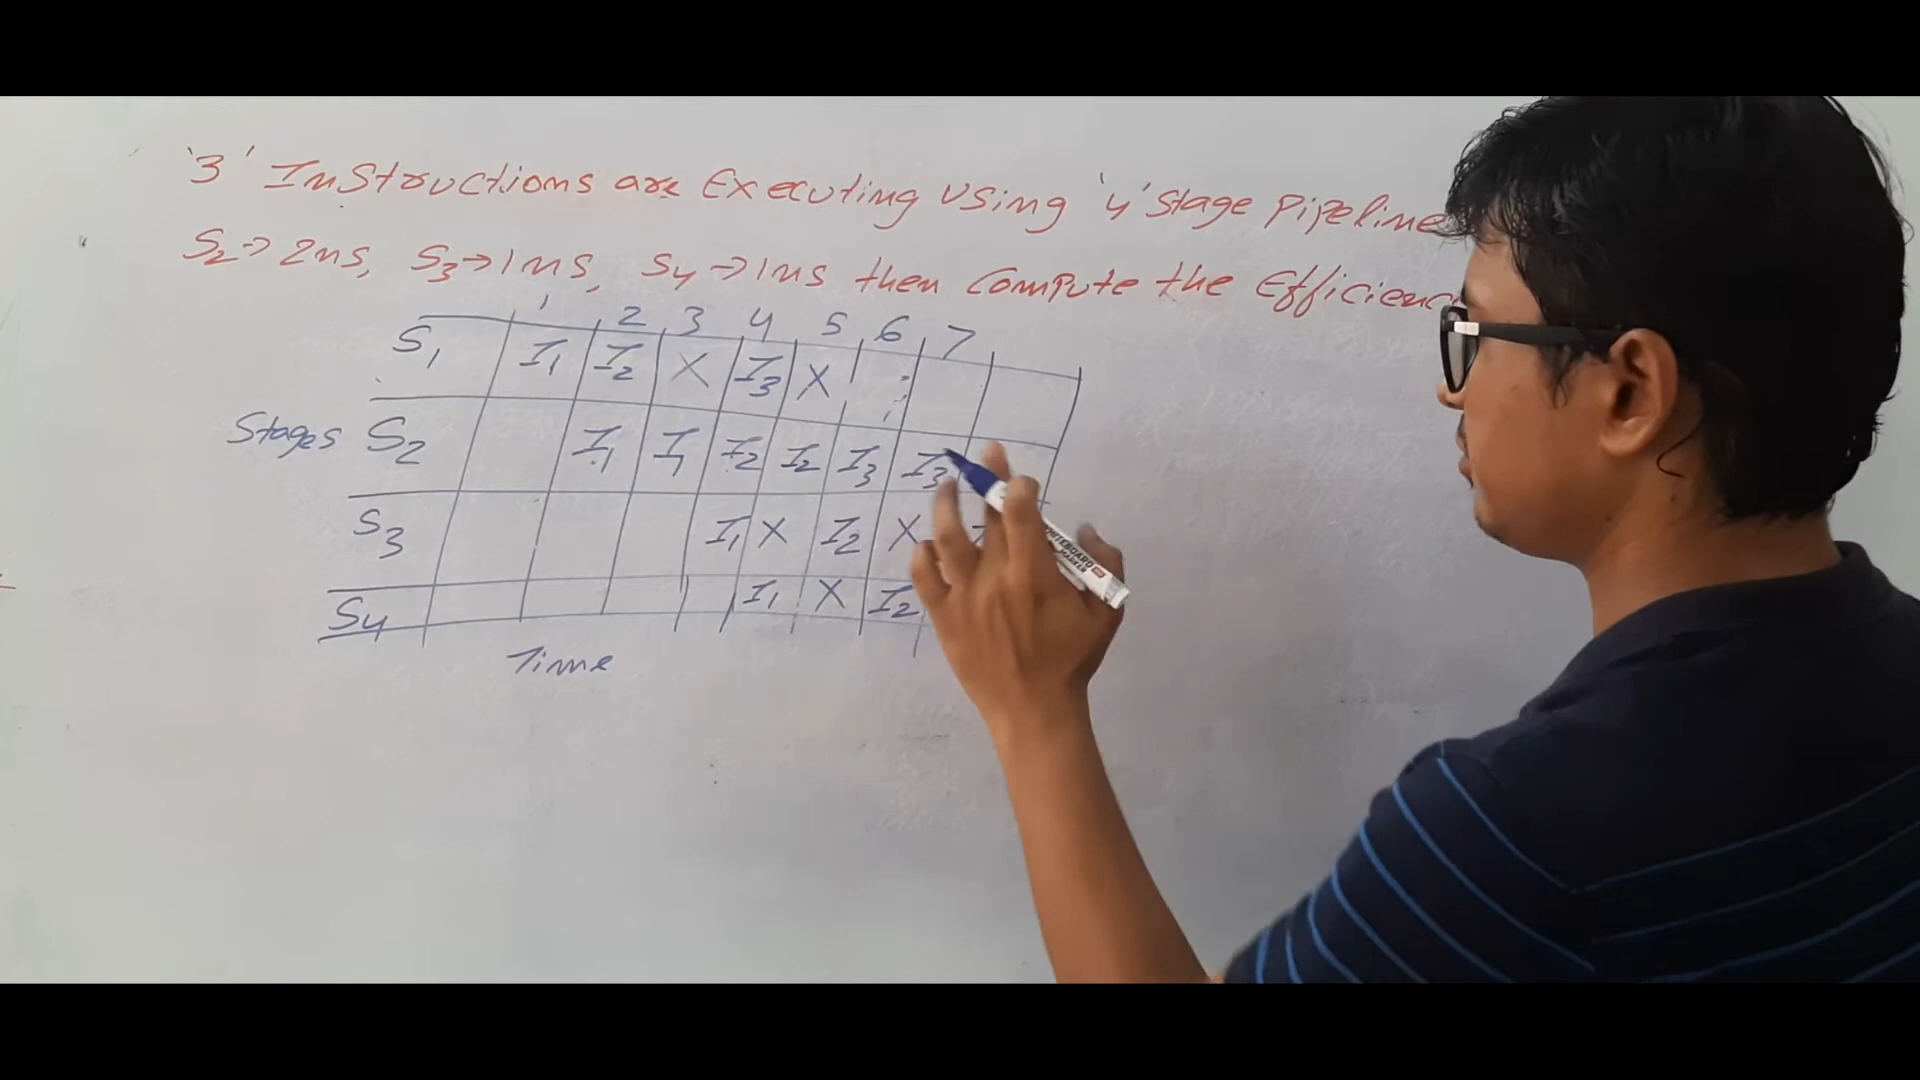 '3' Instructions are Executing using '4' stage pipeline
S2→2ns, S3→1ns, S4→1ns then compute the Efficienc
1 2 3 4 5 6 7
S1 I1 I2 X I3 X
Stages S2 I1 I1 I2 I2 I3 I3
S3 I1 X I2 X
S4 I1 X I2
Time
WHITEBOARD
MARKER